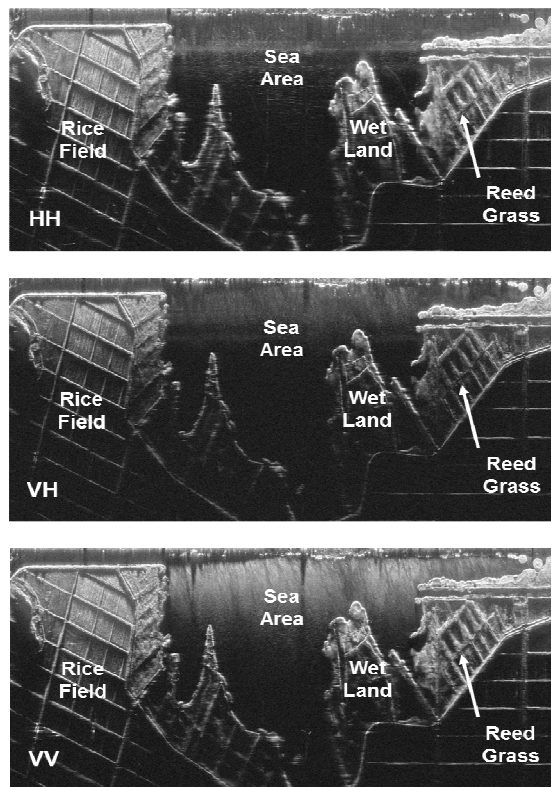 Sea
Area
Rice
Field
Wet
Land
Reed
Grass
HH
Sea
Area
Rice
Field
Wet
Land
Reed
Grass
VH
Sea
Area
Rice
Field
Wet
Land
Reed
Grass
VV